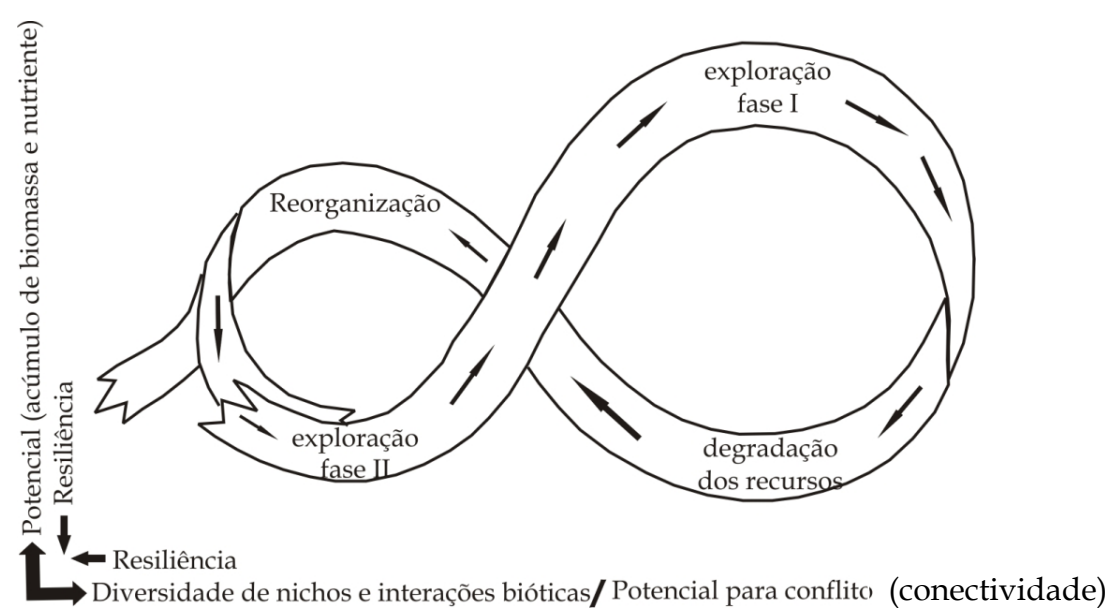 exploração
fase I
Reorganização
exploração
fase II
degradação
dos recursos
Potencial (acúmulo de biomassa e nutriente)
Resiliência
Resiliência
Diversidade de nichos e interações bióticas/ Potencial para conflito (conectividade)